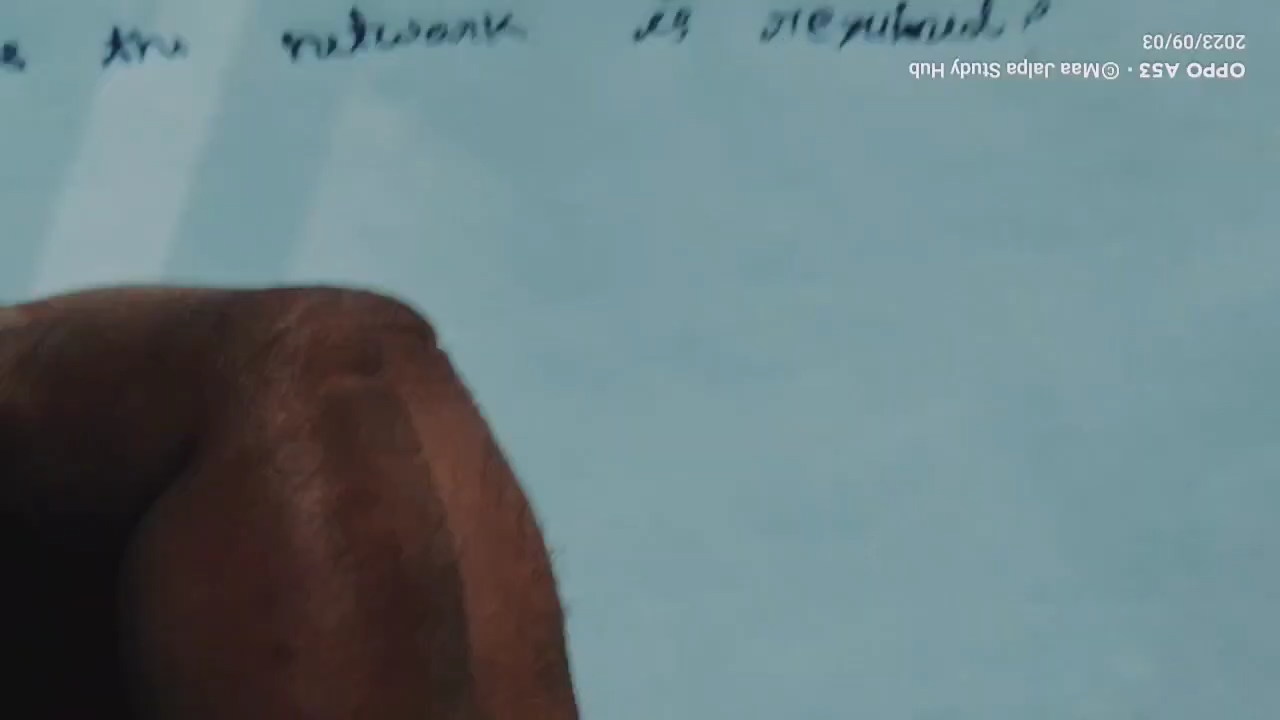 the network is required?
2023/09/03
OPPO A53 · ©Maa Jalpa Study Hub